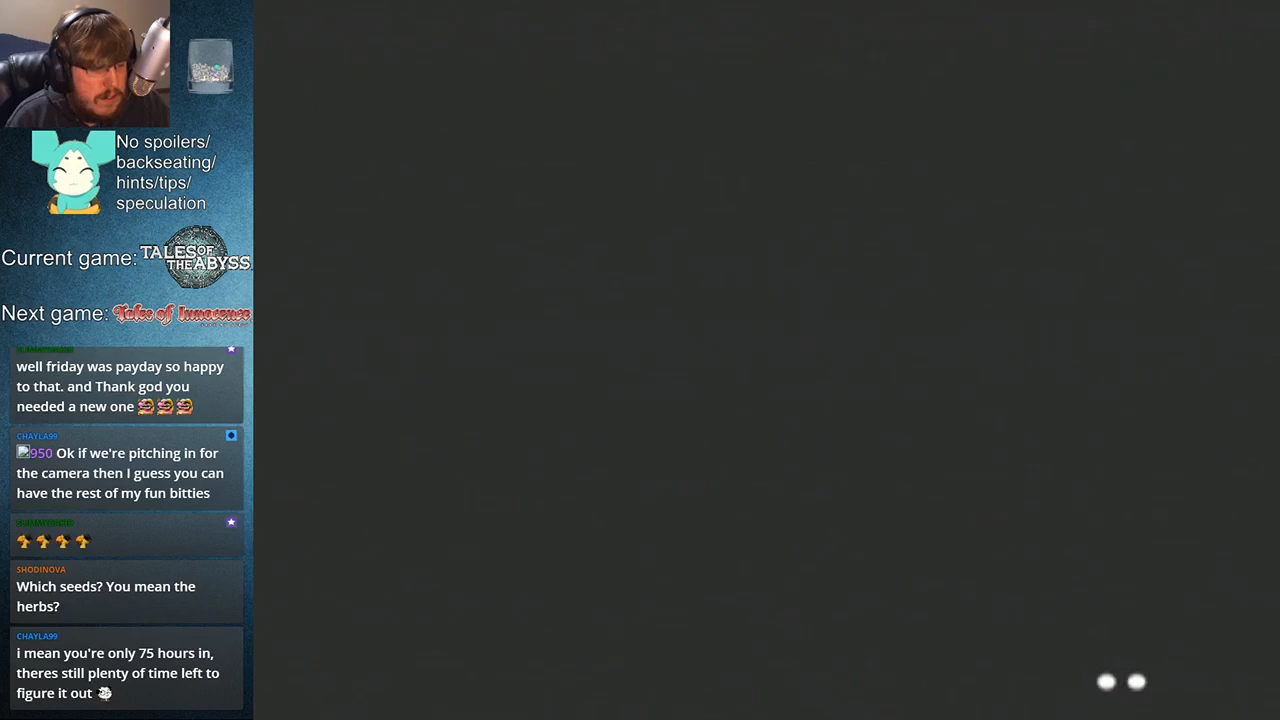 No spoilers/
backseating/
hints/tips/
speculation
Current game: TALES OF THE ABYSS
Next game: Tales of Innocence
well friday was payday so happy
to that. and Thank god you
needed a new one
CHAYLA99
950 Ok if we're pitching in for
the camera then I guess you can
have the rest of my fun bitties
SHODINOVA
Which seeds? You mean the
herbs?
CHAYLA99
i mean you're only 75 hours in,
theres still plenty of time left to
figure it out